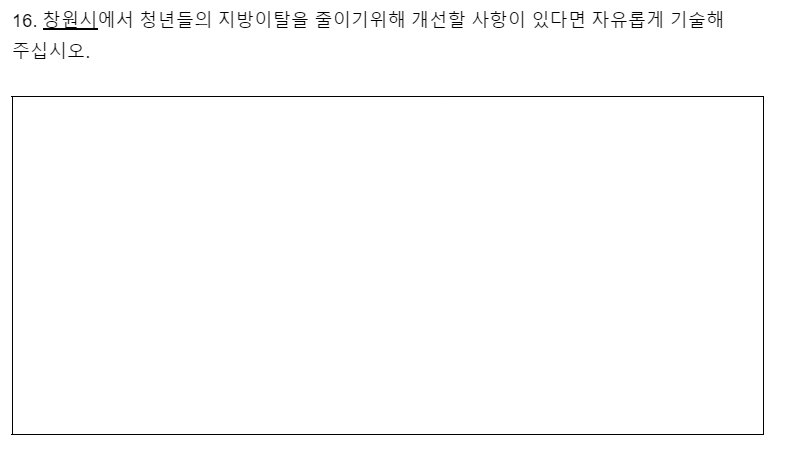 16. 창원시에서 청년들의 지방이탈을 줄이기위해 개선할 사항이 있다면 자유롭게 기술해
주십시오.